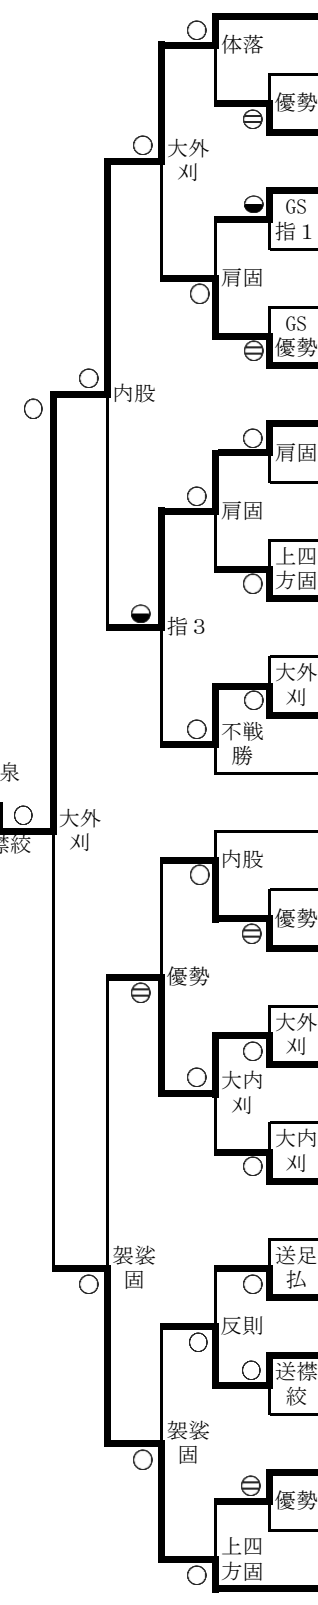 体落
優勢
大外
刈
GS
指1
肩固
GS
優勢
内股
肩固
肩固
上四
方固
指3
大外
刈
不戦
勝
泉
大外
刈
襟絞
内股
優勢
優勢
大外
刈
大内
刈
大内
刈
袈裟
固
送足
払
反則
送襟
絞
袈裟
固
優勢
上四
方固